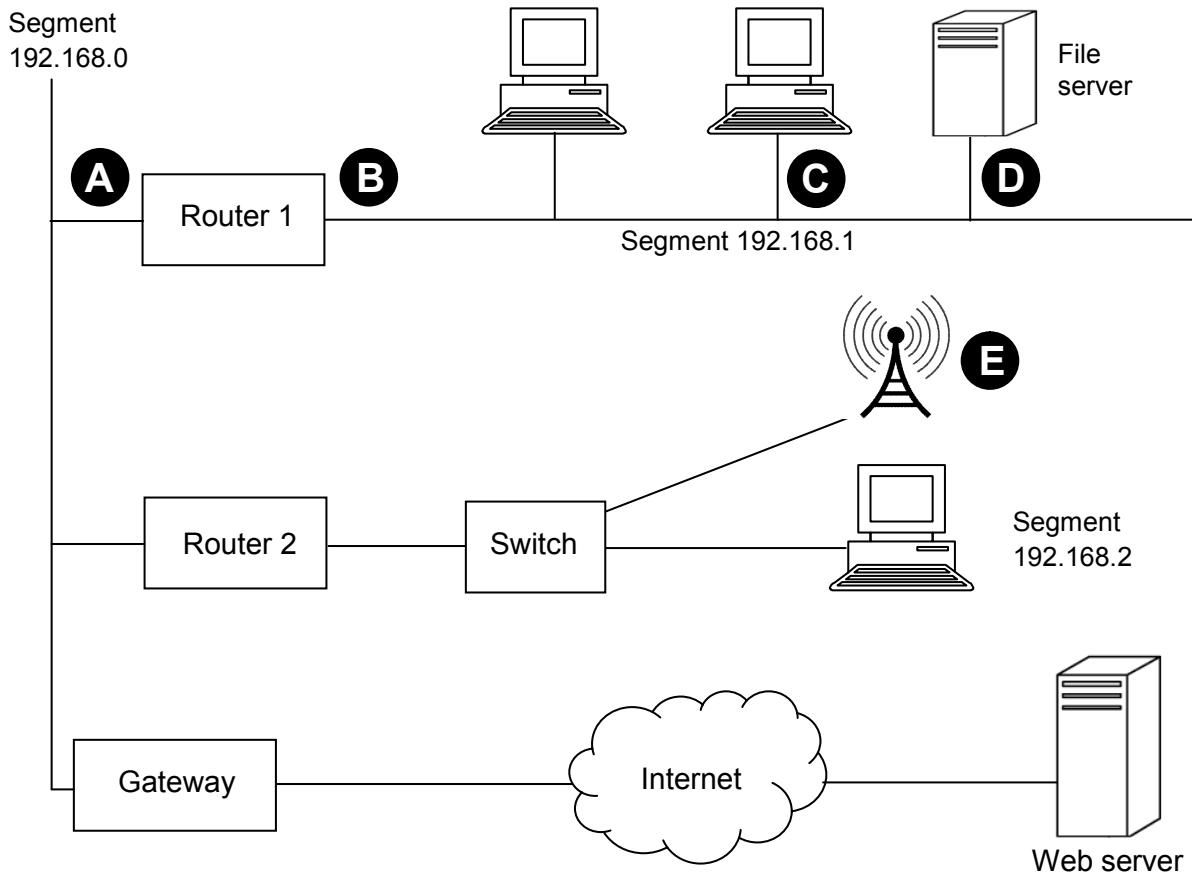 Segment
192.168.0
File
server
A
Router 1
B
C
D
Segment 192.168.1
E
Router 2
Switch
Segment
192.168.2
Gateway
Internet
Web server